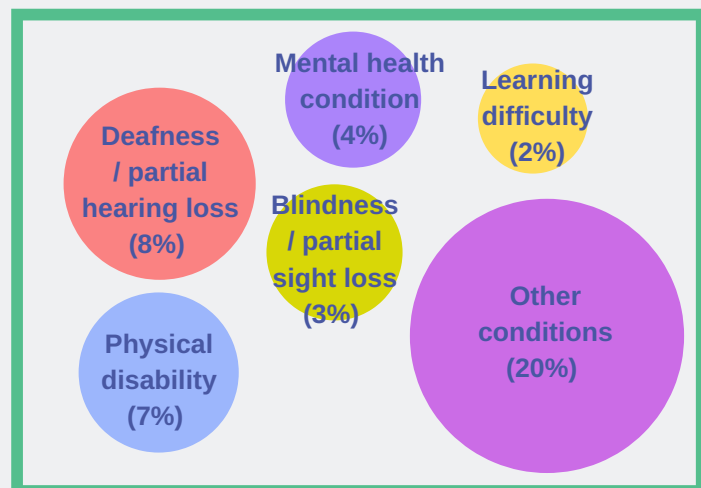 Mental health
condition
(4%)
Learning
difficulty
(2%)
Deafness
/ partial
hearing loss
(8%)
Blindness
/ partial
sight loss
(3%)
Other
conditions
(20%)
Physical
disability
(7%)